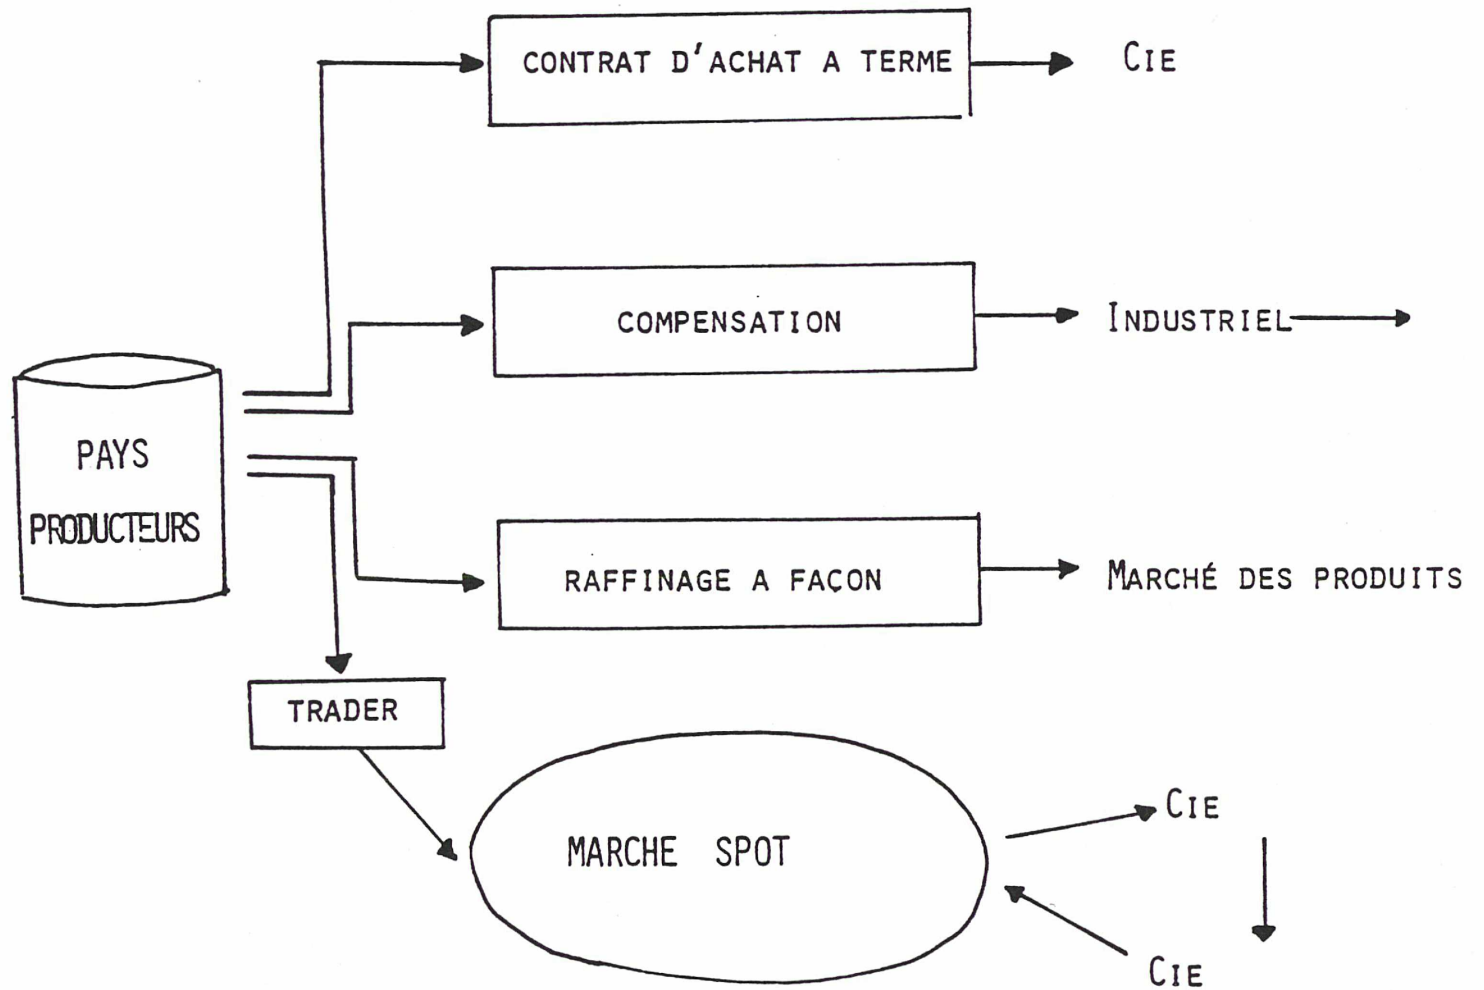 CONTRAT D'ACHAT A TERME
CIE
COMPENSATION
INDUSTRIEL
PAYS
PRODUCTEURS
RAFFINAGE A FAÇON
MARCHÉ DES PRODUITS
TRADER
MARCHE SPOT
CIE
CIE